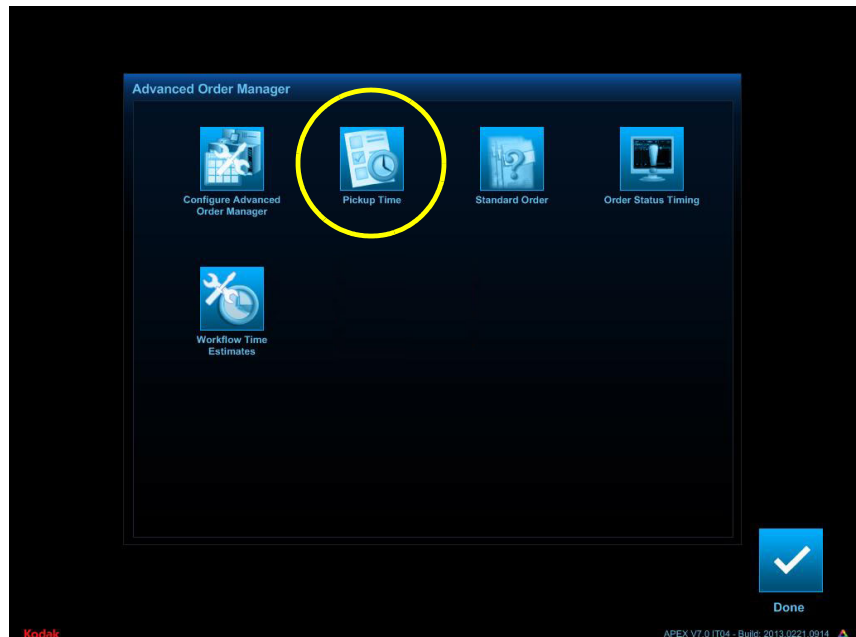 Advanced Order Manager
Configure Advanced
Order Manager
Pickup Time
Standard Order
Order Status Timing
Workflow Time
Estimates
Done
Kodak
APEX V7.0 IT04 - Build: 2013.0221.0914